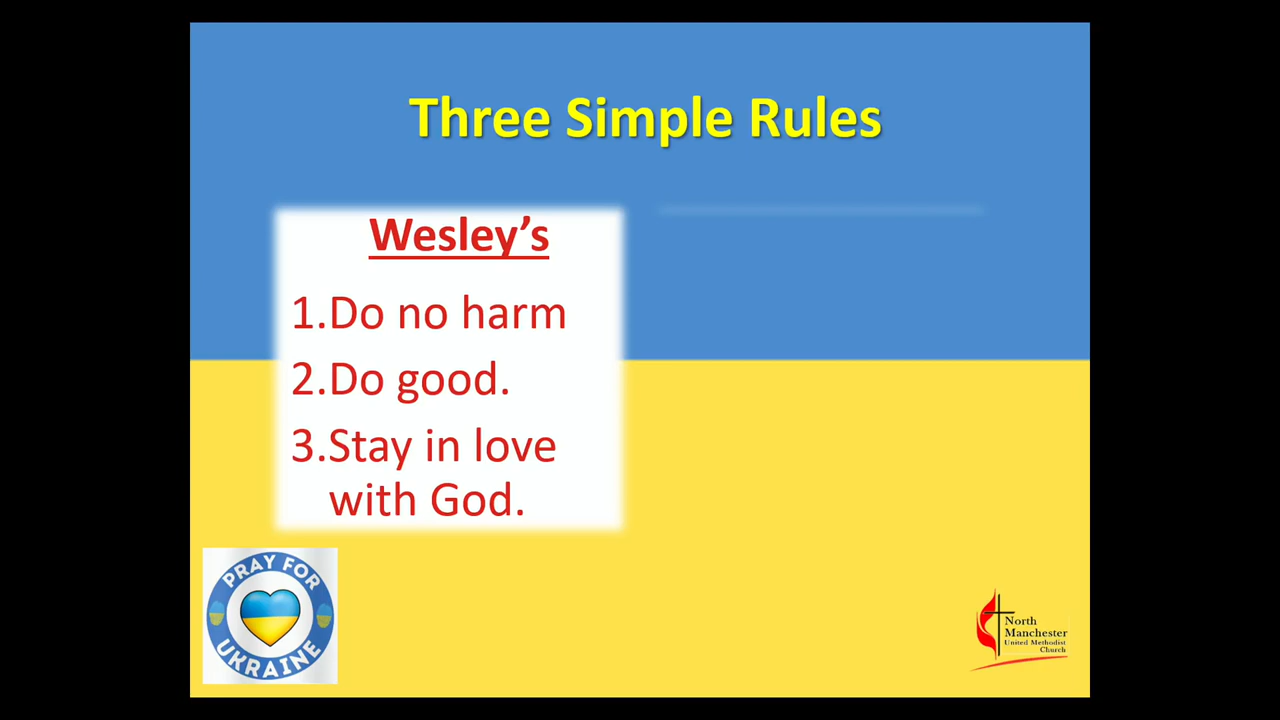 Three Simple Rules
Wesley's
1.Do no harm
2.Do good.
3.Stay in love
with God.
PRAY FOR
UKRAINE
North
Manchester
United Methodist
Church